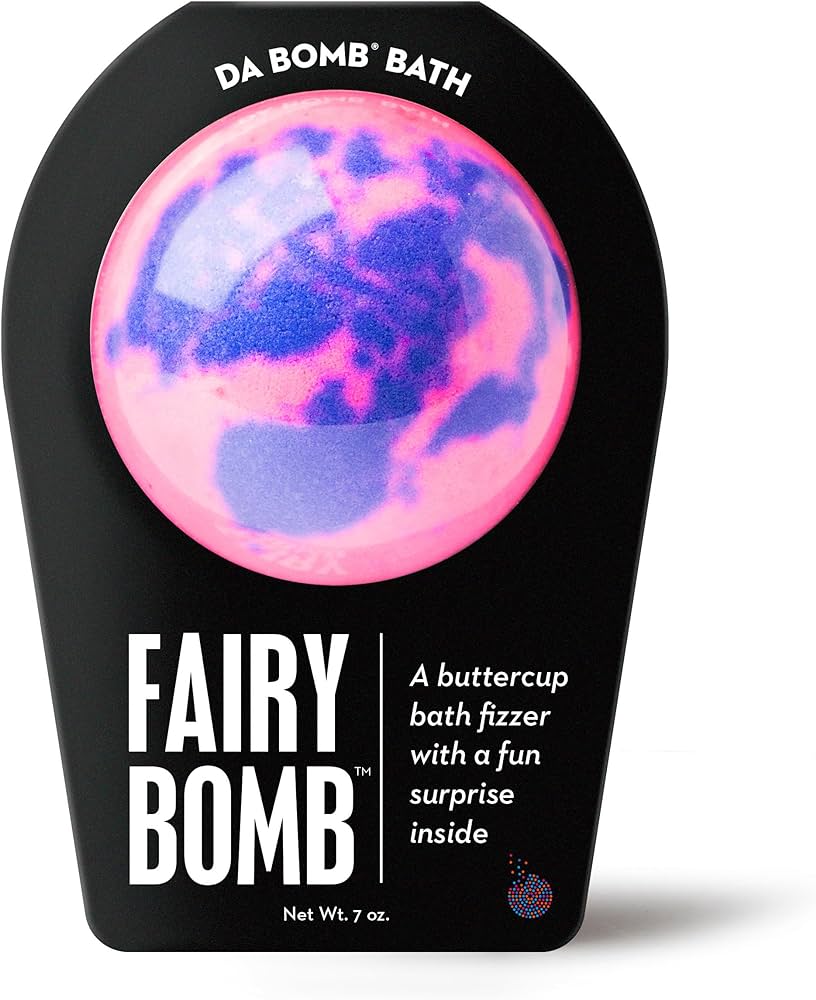 DA BOMB® BATH
FAIRY
BOMB™
A buttercup
bath fizzer
with a fun
surprise
inside
Net Wt. 7 oz.